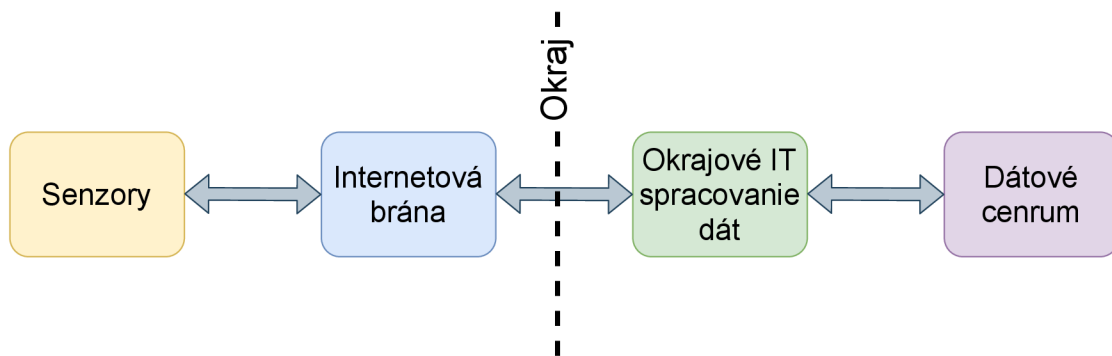 Senzory
Internetová
brána
Okraj
Okrajové IT
spracovanie
dát
Dátové
cenrum